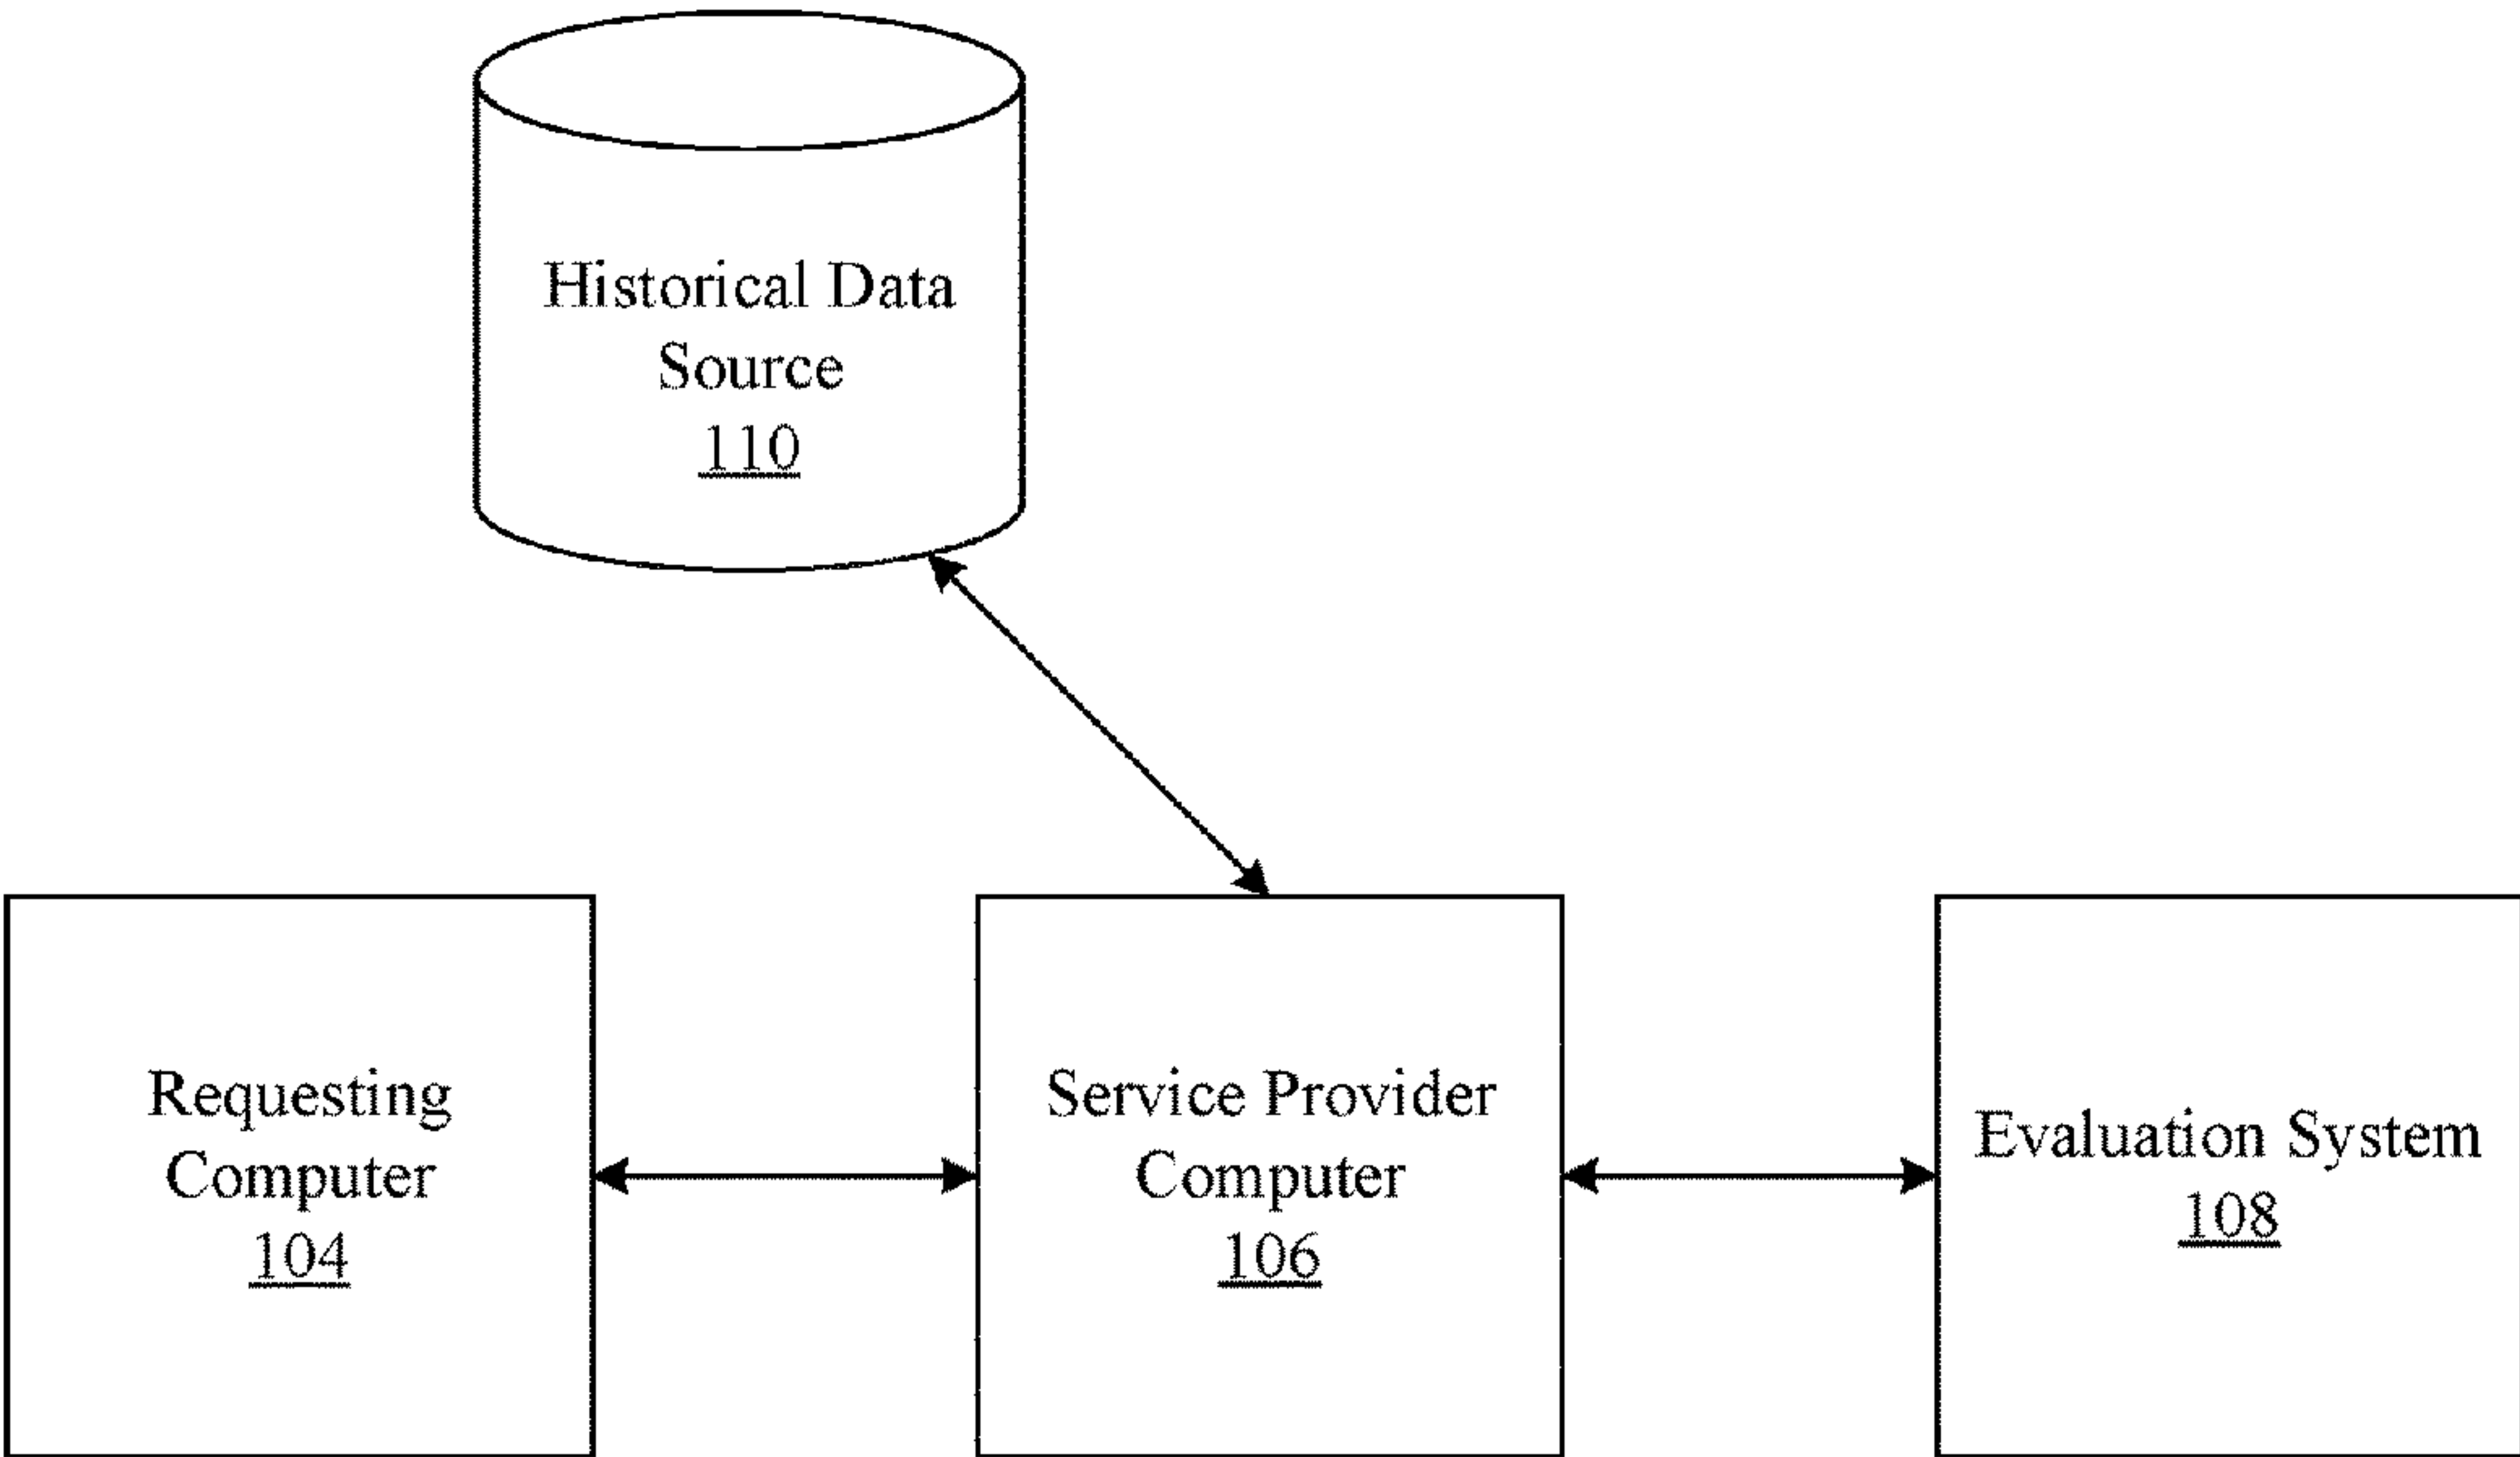 Historical Data
Source
110
Requesting
Computer
104
Service Provider
Computer
106
Evaluation System
108